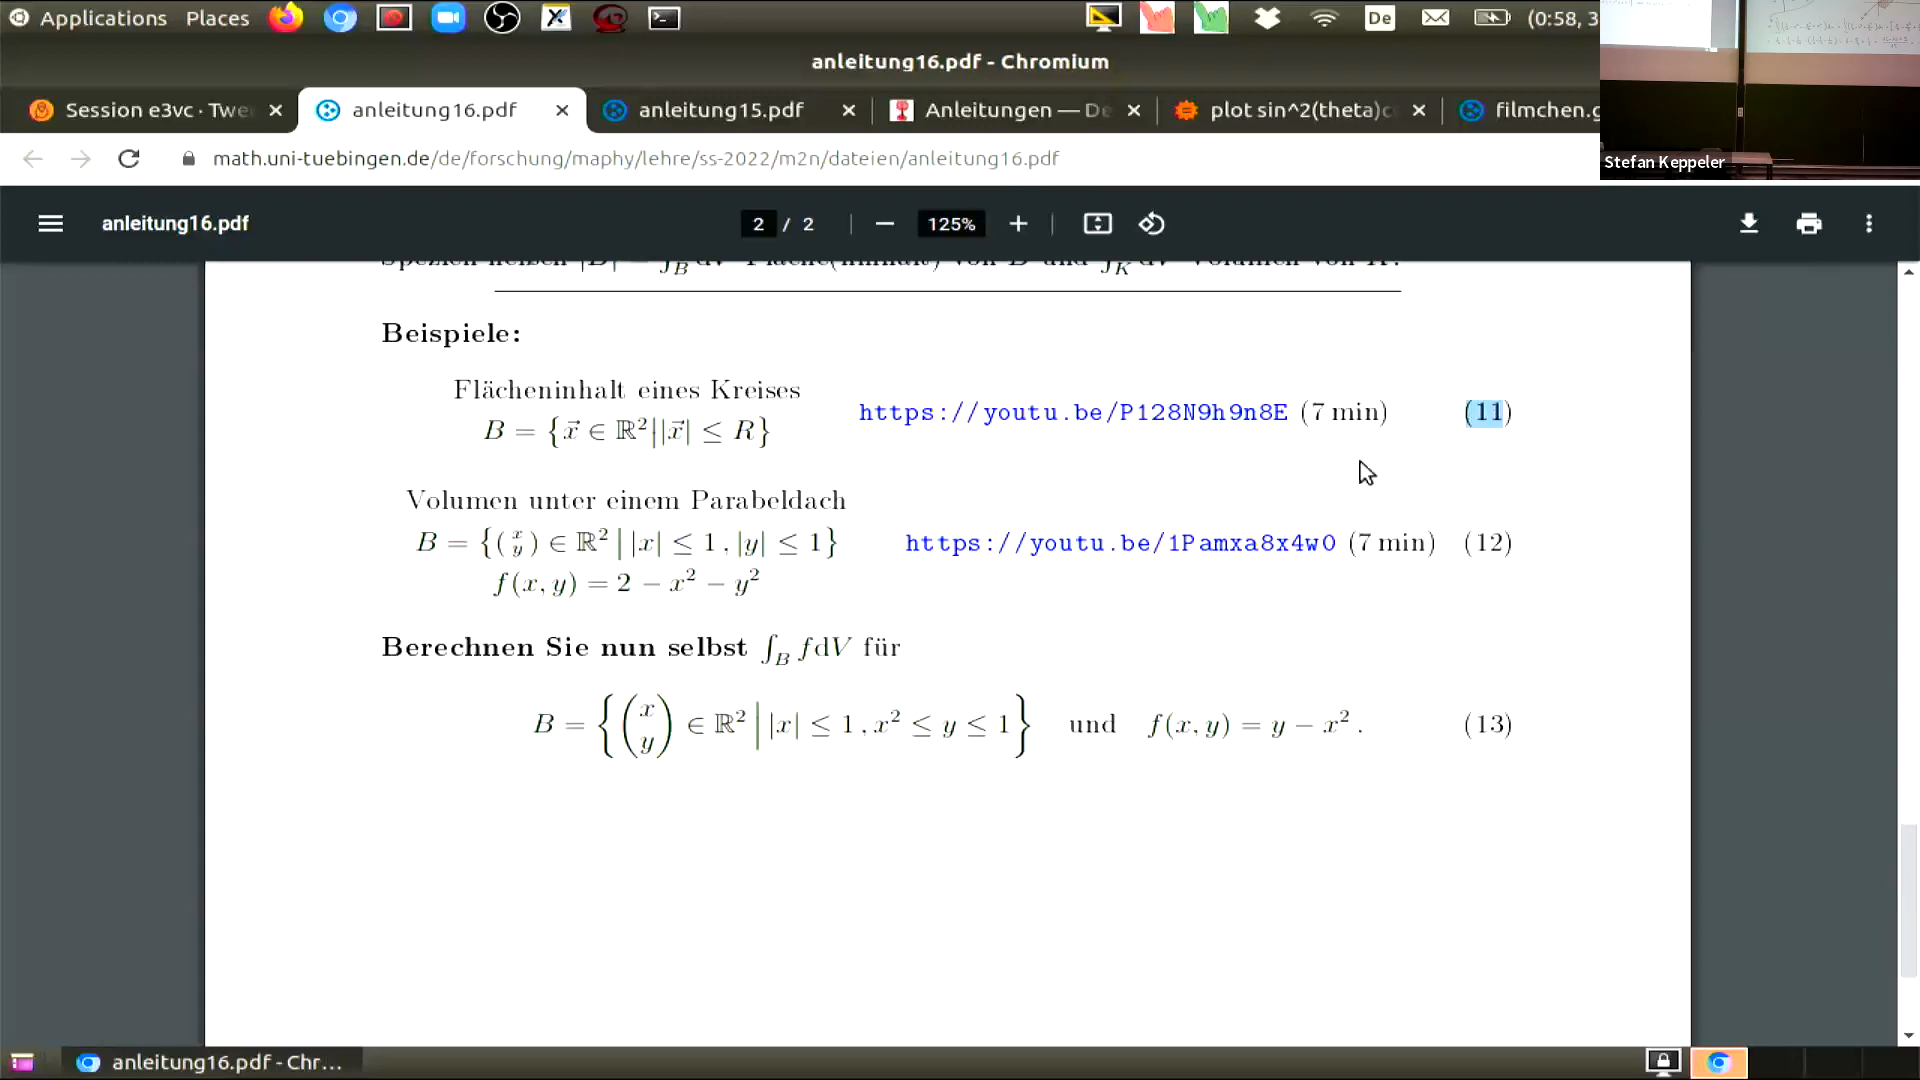 Applications Places De (0:58, 3
anleitung16.pdf - Chromium
Session e3vc · Twe × anleitung16.pdf × anleitung15.pdf × Anleitungen — De × plot sin^2(theta)c × filmchen.g
math.uni-tuebingen.de/de/forschung/maphy/lehre/ss-2022/m2n/dateien/anleitung16.pdf
Stefan Keppeler
anleitung16.pdf 2 / 2 − 125% +
Beispiele:
Flächeninhalt eines Kreises
B = {x⃗ ∈ ℝ² | |x⃗| ≤ R} https://youtu.be/P128N9h9n8E (7 min) (11)
Volumen unter einem Parabeldach
B = {(x y) ∈ ℝ² | |x| ≤ 1 , |y| ≤ 1} https://youtu.be/1Pamxa8x4w0 (7 min) (12)
f(x, y) = 2 − x² − y²
Berechnen Sie nun selbst ∫_B f dV für
B = {(x y) ∈ ℝ² | |x| ≤ 1 , x² ≤ y ≤ 1} und f(x, y) = y − x² . (13)
anleitung16.pdf - Chr...